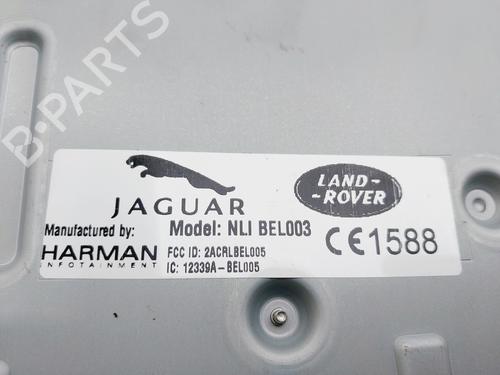 B-PARTS
JAGUAR
LAND-
-ROVER
Manufactured by:
HARMAN
INFOTAINMENT
Model: NLI BEL003
FCC ID: 2ACRLBEL005
IC: 12339A-BEL005
CE1588